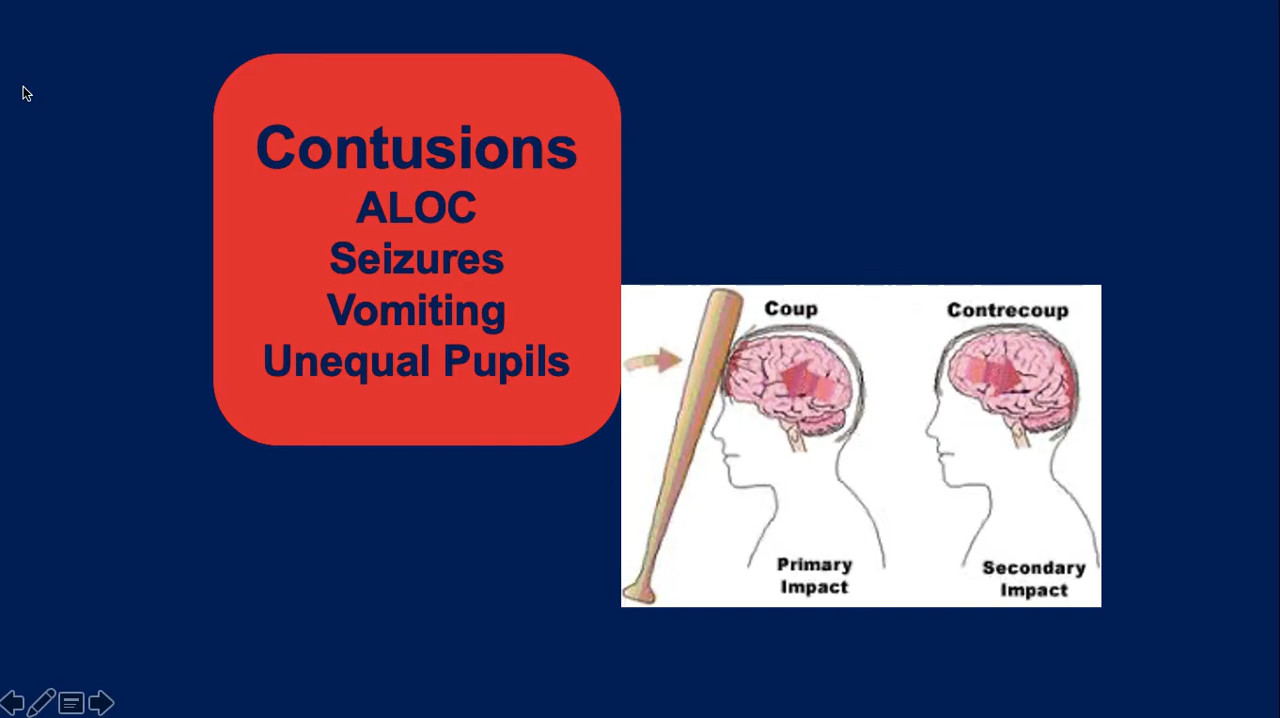 Contusions
ALOC
Seizures
Vomiting
Unequal Pupils
Coup
Contrecoup
Primary
Impact
Secondary
Impact